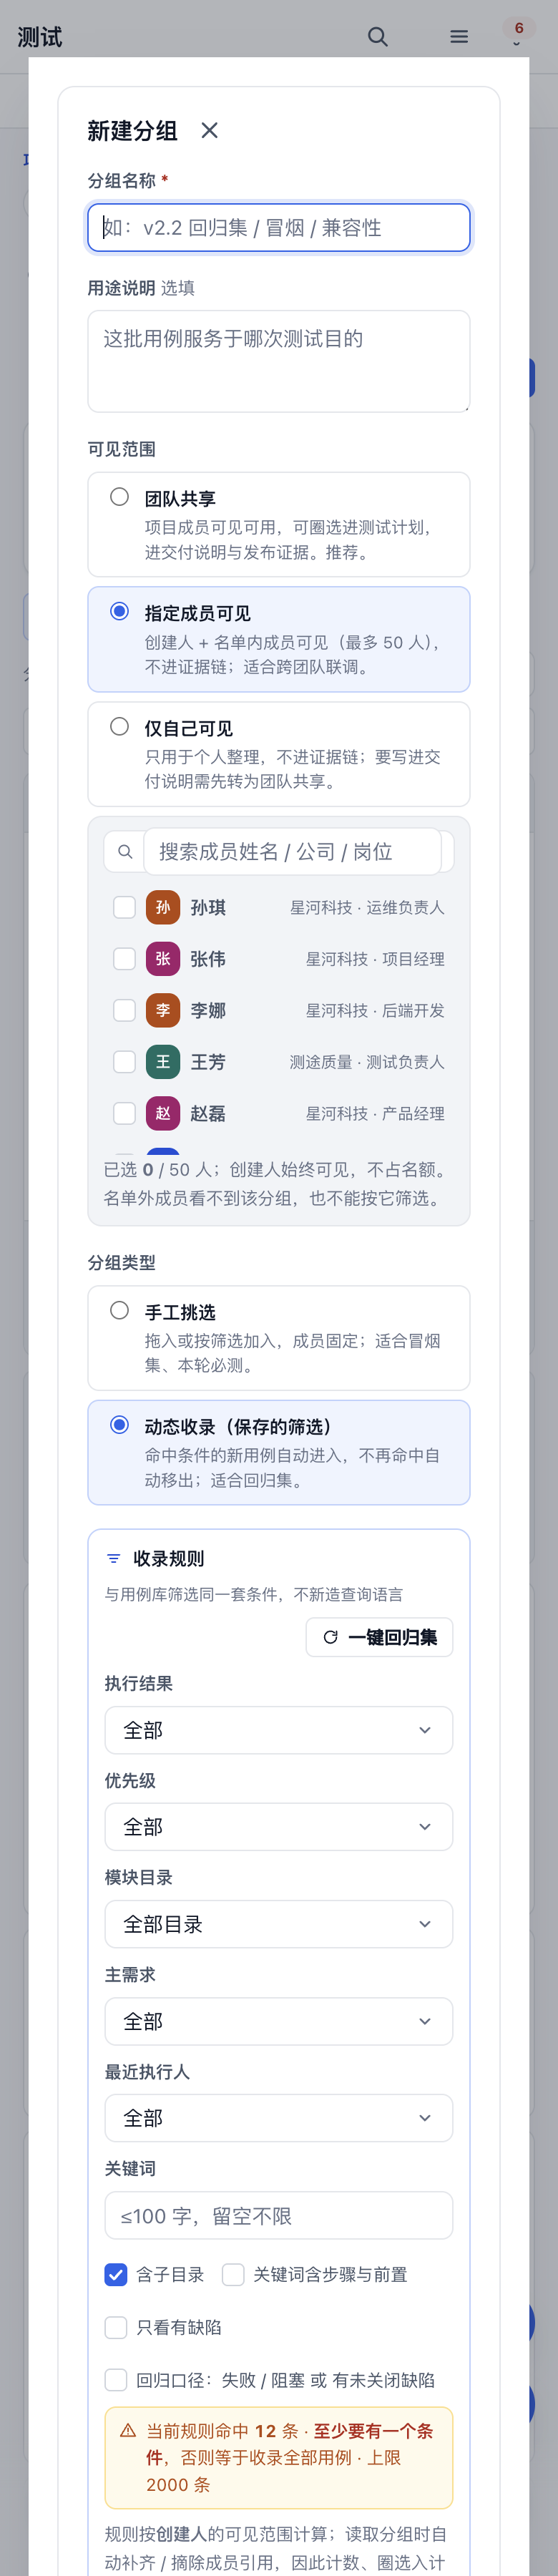 测试
6
新建分组
分组名称 *
如：v2.2 回归集 / 冒烟 / 兼容性
用途说明 选填
这批用例服务于哪次测试目的
可见范围
团队共享
项目成员可见可用，可圈选进测试计划，
进交付说明与发布证据。推荐。
指定成员可见
创建人 + 名单内成员可见（最多 50 人），
不进证据链；适合跨团队联调。
仅自己可见
只用于个人整理，不进证据链；要写进交
付说明需先转为团队共享。
搜索成员姓名 / 公司 / 岗位
孙 孙琪 星河科技 · 运维负责人
张 张伟 星河科技 · 项目经理
李 李娜 星河科技 · 后端开发
王 王芳 测途质量 · 测试负责人
赵 赵磊 星河科技 · 产品经理
已选 0 / 50 人；创建人始终可见，不占名额。
名单外成员看不到该分组，也不能按它筛选。
分组类型
手工挑选
拖入或按筛选加入，成员固定；适合冒烟
集、本轮必测。
动态收录（保存的筛选）
命中条件的新用例自动进入，不再命中自
动移出；适合回归集。
收录规则
与用例库筛选同一套条件，不新造查询语言
一键回归集
执行结果
全部
优先级
全部
模块目录
全部目录
主需求
全部
最近执行人
全部
关键词
≤100 字，留空不限
含子目录 关键词含步骤与前置
只看有缺陷
回归口径：失败 / 阻塞 或 有未关闭缺陷
当前规则命中 12 条 · 至少要有一个条
件，否则等于收录全部用例 · 上限
2000 条
规则按创建人的可见范围计算；读取分组时自
动补齐 / 摘除成员引用，因此计数、圈选入计